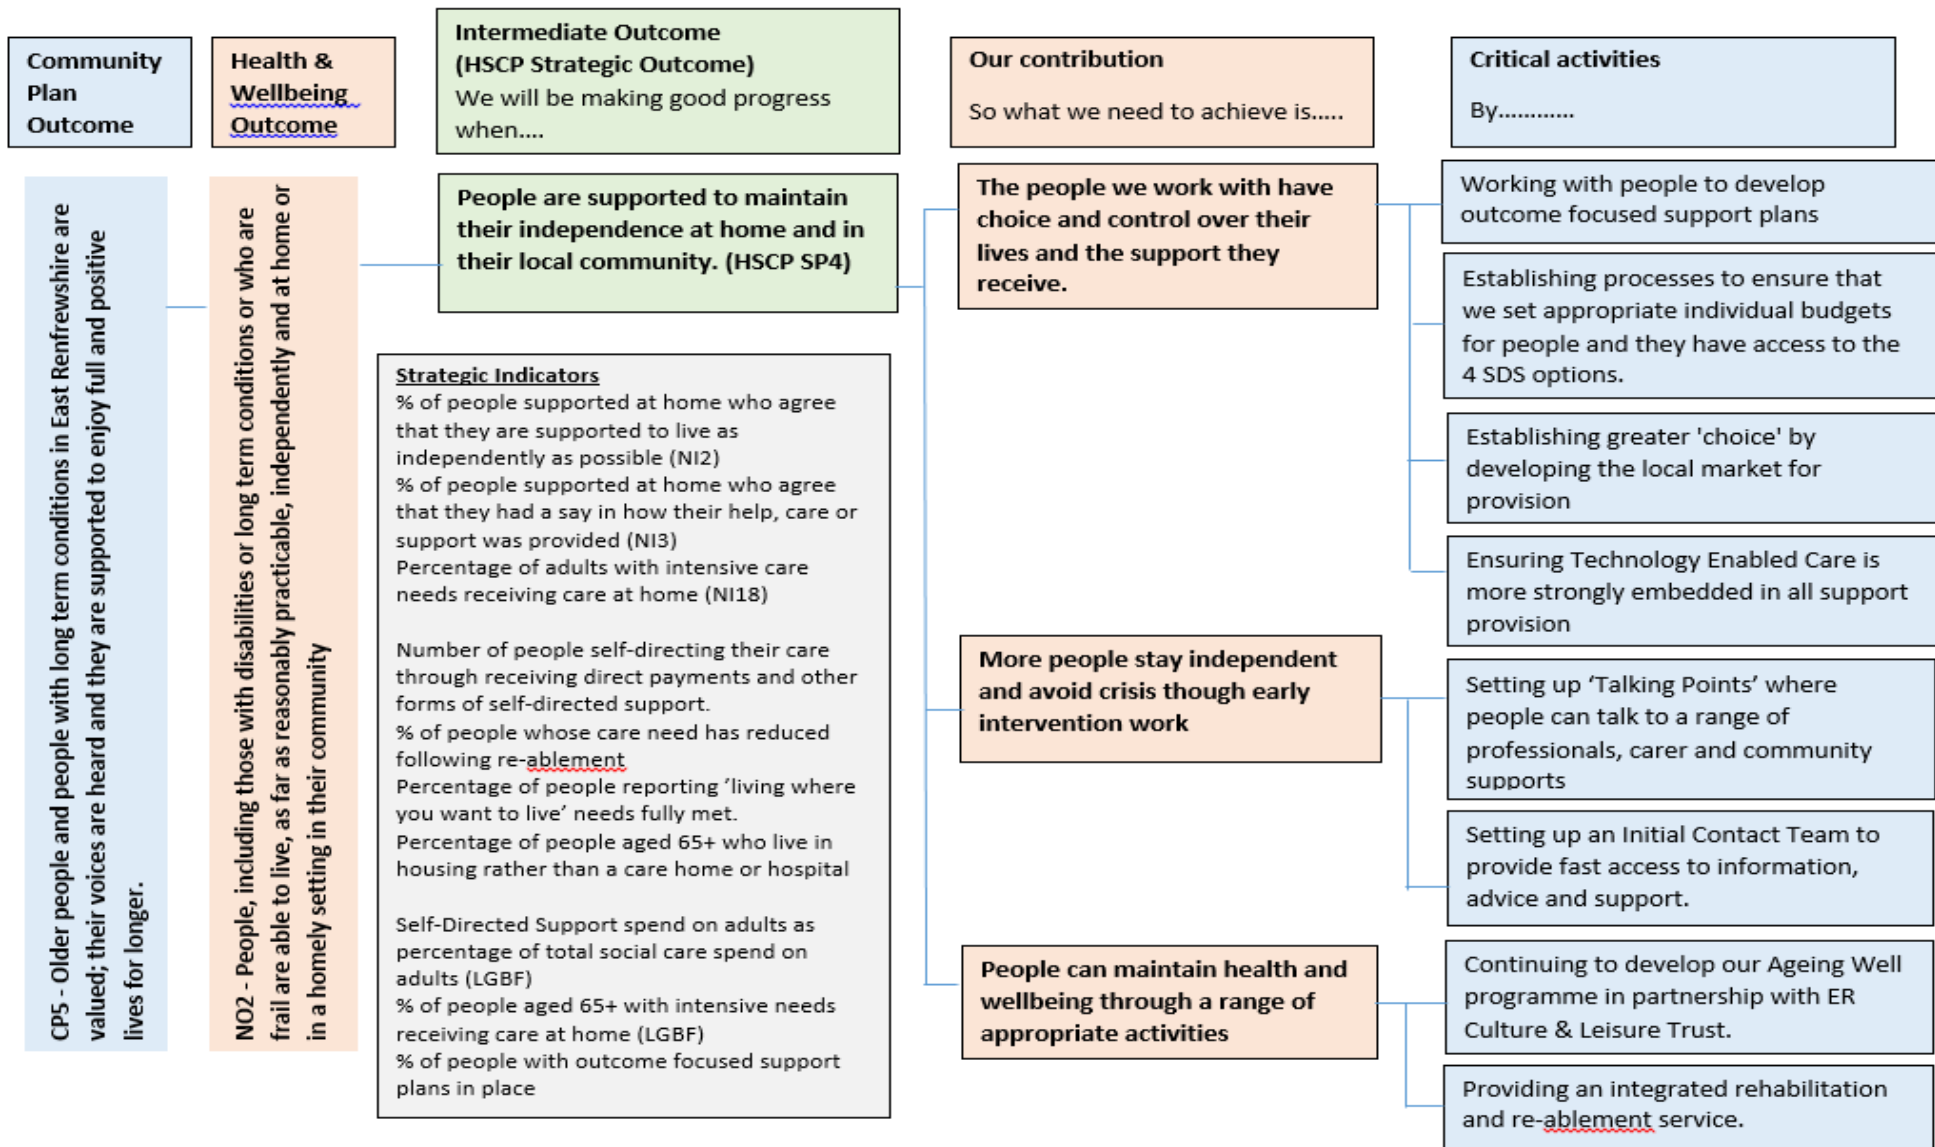 Community
Plan
Outcome
Health &
Wellbeing
Outcome
Intermediate Outcome
(HSCP Strategic Outcome)
We will be making good progress
when....
Our contribution
So what we need to achieve is.....
Critical activities
By............
CP5 - Older people and people with long term conditions in East Renfrewshire are
valued; their voices are heard and they are supported to enjoy full and positive
lives for longer.
NO2 - People, including those with disabilities or long term conditions or who are
frail are able to live, as far as reasonably practicable, independently and at home or
in a homely setting in their community
People are supported to maintain
their independence at home and in
their local community. (HSCP SP4)
Strategic Indicators
% of people supported at home who agree
that they are supported to live as
independently as possible (NI2)
% of people supported at home who agree
that they had a say in how their help, care or
support was provided (NI3)
Percentage of adults with intensive care
needs receiving care at home (NI18)
Number of people self-directing their care
through receiving direct payments and other
forms of self-directed support.
% of people whose care need has reduced
following re-ablement
Percentage of people reporting 'living where
you want to live' needs fully met.
Percentage of people aged 65+ who live in
housing rather than a care home or hospital
Self-Directed Support spend on adults as
percentage of total social care spend on
adults (LGBF)
% of people aged 65+ with intensive needs
receiving care at home (LGBF)
% of people with outcome focused support
plans in place
The people we work with have
choice and control over their
lives and the support they
receive.
Working with people to develop
outcome focused support plans
Establishing processes to ensure that
we set appropriate individual budgets
for people and they have access to the
4 SDS options.
Establishing greater 'choice' by
developing the local market for
provision
Ensuring Technology Enabled Care is
more strongly embedded in all support
provision
More people stay independent
and avoid crisis though early
intervention work
Setting up ‘Talking Points’ where
people can talk to a range of
professionals, carer and community
supports
Setting up an Initial Contact Team to
provide fast access to information,
advice and support.
People can maintain health and
wellbeing through a range of
appropriate activities
Continuing to develop our Ageing Well
programme in partnership with ER
Culture & Leisure Trust.
Providing an integrated rehabilitation
and re-ablement service.